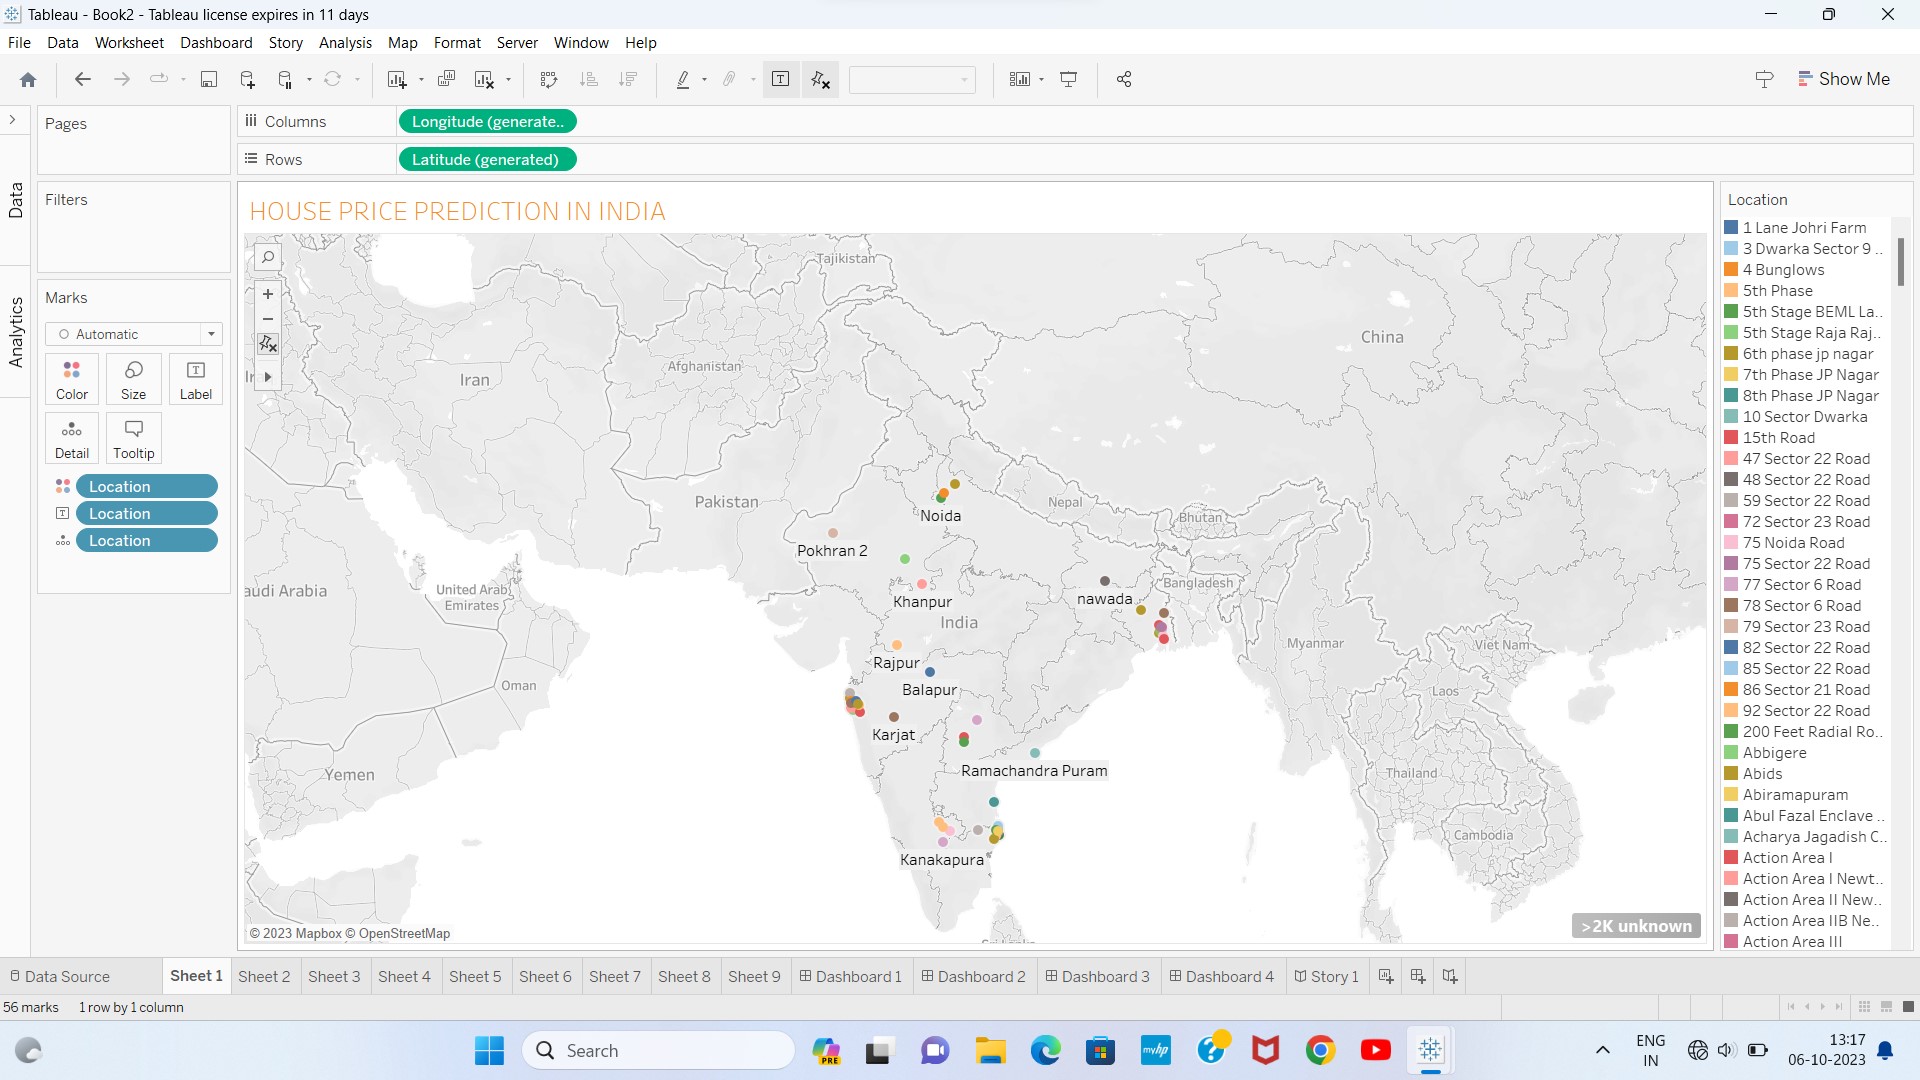 Tableau - Book2 - Tableau license expires in 11 days
File Data Worksheet Dashboard Story Analysis Map Format Server Window Help
Show Me
Pages
Columns
Longitude (generate..
Rows
Latitude (generated)
Data
Analytics
Filters
Marks
Automatic
Color Size Label
Detail Tooltip
Location
Location
Location
HOUSE PRICE PREDICTION IN INDIA
Tajikistan
China
Afghanistan
Iran
Pakistan
Nepal
Noida
Bhutan
Pokhran 2
audi Arabia
United Arab
Emirates
Khanpur
nawada
Bangladesh
India
Myanmar
Viet Nam
Rajpur
Oman
Balapur
Laos
Karjat
Yemen
Ramachandra Puram
Thailand
Cambodia
Kanakapura
© 2023 Mapbox © OpenStreetMap
>2K unknown
Location
1 Lane Johri Farm
3 Dwarka Sector 9 ..
4 Bunglows
5th Phase
5th Stage BEML La..
5th Stage Raja Raj..
6th phase jp nagar
7th Phase JP Nagar
8th Phase JP Nagar
10 Sector Dwarka
15th Road
47 Sector 22 Road
48 Sector 22 Road
59 Sector 22 Road
72 Sector 23 Road
75 Noida Road
75 Sector 22 Road
77 Sector 6 Road
78 Sector 6 Road
79 Sector 23 Road
82 Sector 22 Road
85 Sector 22 Road
86 Sector 21 Road
92 Sector 22 Road
200 Feet Radial Ro..
Abbigere
Abids
Abiramapuram
Abul Fazal Enclave ..
Acharya Jagadish C..
Action Area I
Action Area I Newt..
Action Area II New..
Action Area IIB Ne..
Action Area III
Data Source Sheet 1 Sheet 2 Sheet 3 Sheet 4 Sheet 5 Sheet 6 Sheet 7 Sheet 8 Sheet 9 Dashboard 1 Dashboard 2 Dashboard 3 Dashboard 4 Story 1
56 marks 1 row by 1 column
Search
PRE
myhp
ENG
IN
13:17
06-10-2023